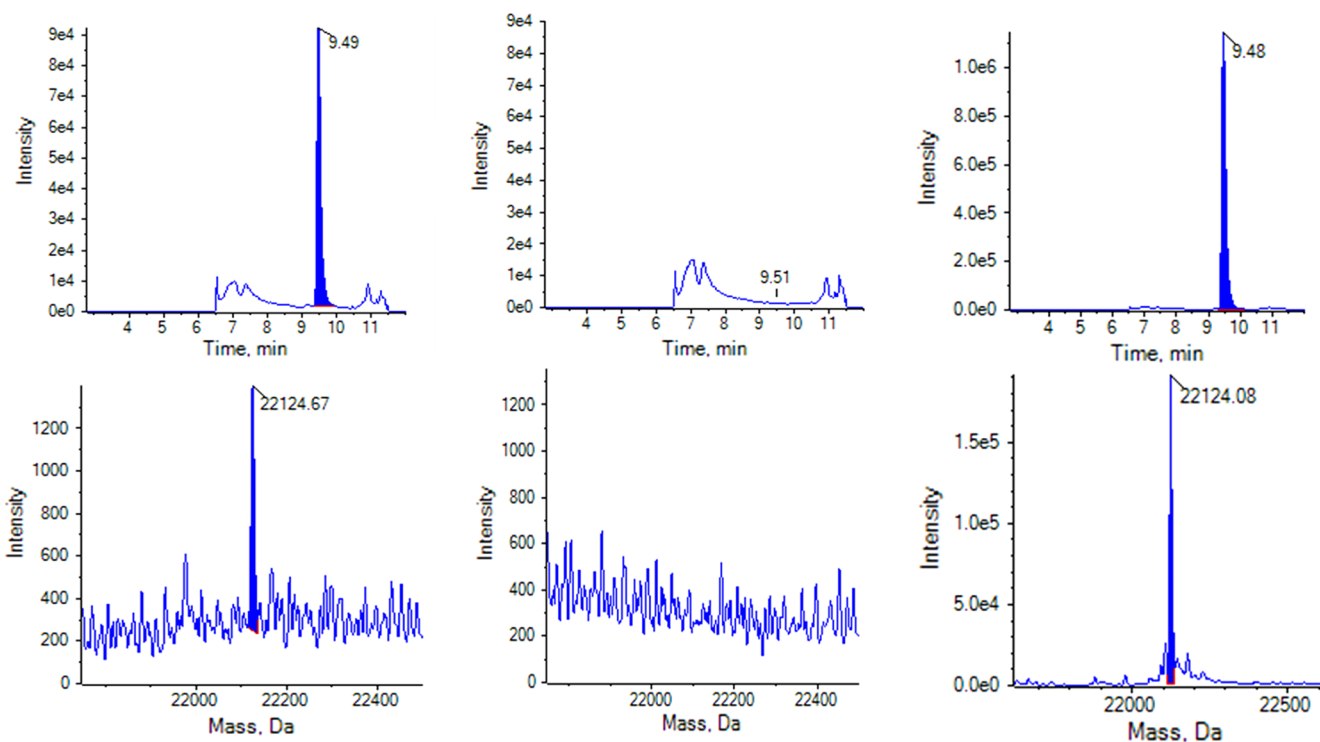 9e4
8e4
7e4
6e4
5e4
4e4
3e4
2e4
1e4
0e0
Intensity
9.49
4 5 6 7 8 9 10 11
Time, min
9e4
8e4
7e4
6e4
5e4
4e4
3e4
2e4
1e4
0e0
Intensity
9.51
4 5 6 7 8 9 10 11
Time, min
1.0e6
8.0e5
6.0e5
4.0e5
2.0e5
0.0e0
Intensity
9.48
4 5 6 7 8 9 10 11
Time, min
1200
1000
800
600
400
200
0
Intensity
22124.67
22000 22200 22400
Mass, Da
1200
1000
800
600
400
200
0
Intensity
22000 22200 22400
Mass, Da
1.5e5
1.0e5
5.0e4
0.0e0
Intensity
22124.08
22000 22500
Mass, Da